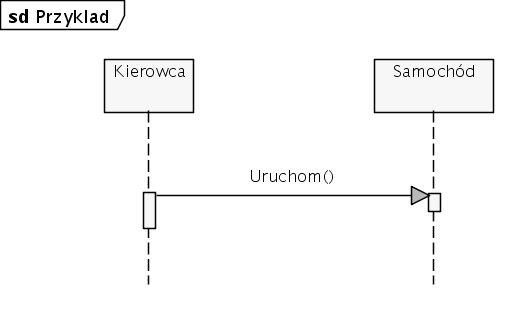 sd Przyklad
Kierowca
Samochód
Uruchom()